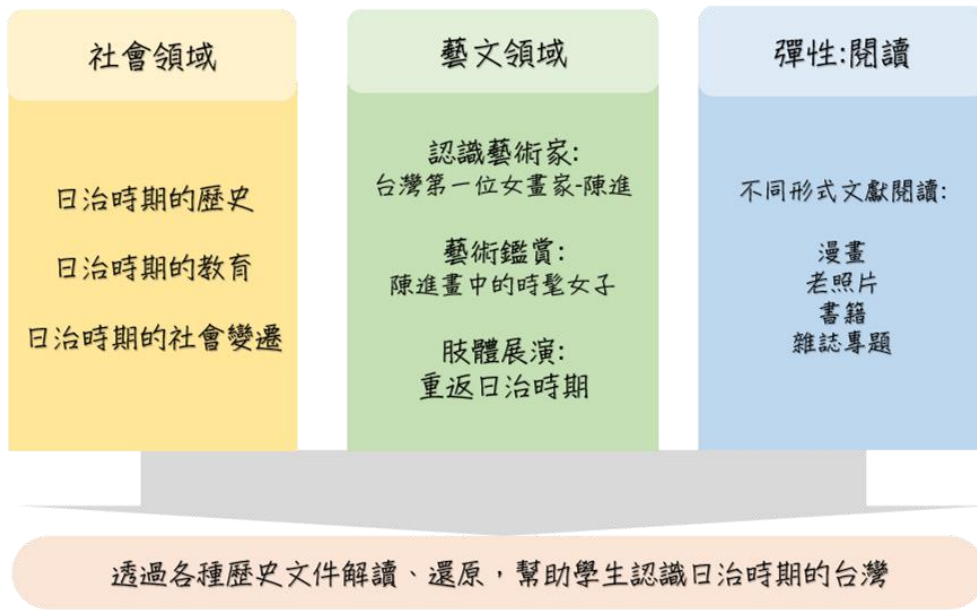 社會領域
日治時期的歷史
日治時期的教育
日治時期的社會變遷
藝文領域
認識藝術家:
台灣第一位女畫家-陳進
藝術鑑賞:
陳進畫中的時髦女子
肢體展演:
重返日治時期
彈性:閱讀
不同形式文獻閱讀:
漫畫
老照片
書籍
雜誌專題
透過各種歷史文件解讀、還原，幫助學生認識日治時期的台灣